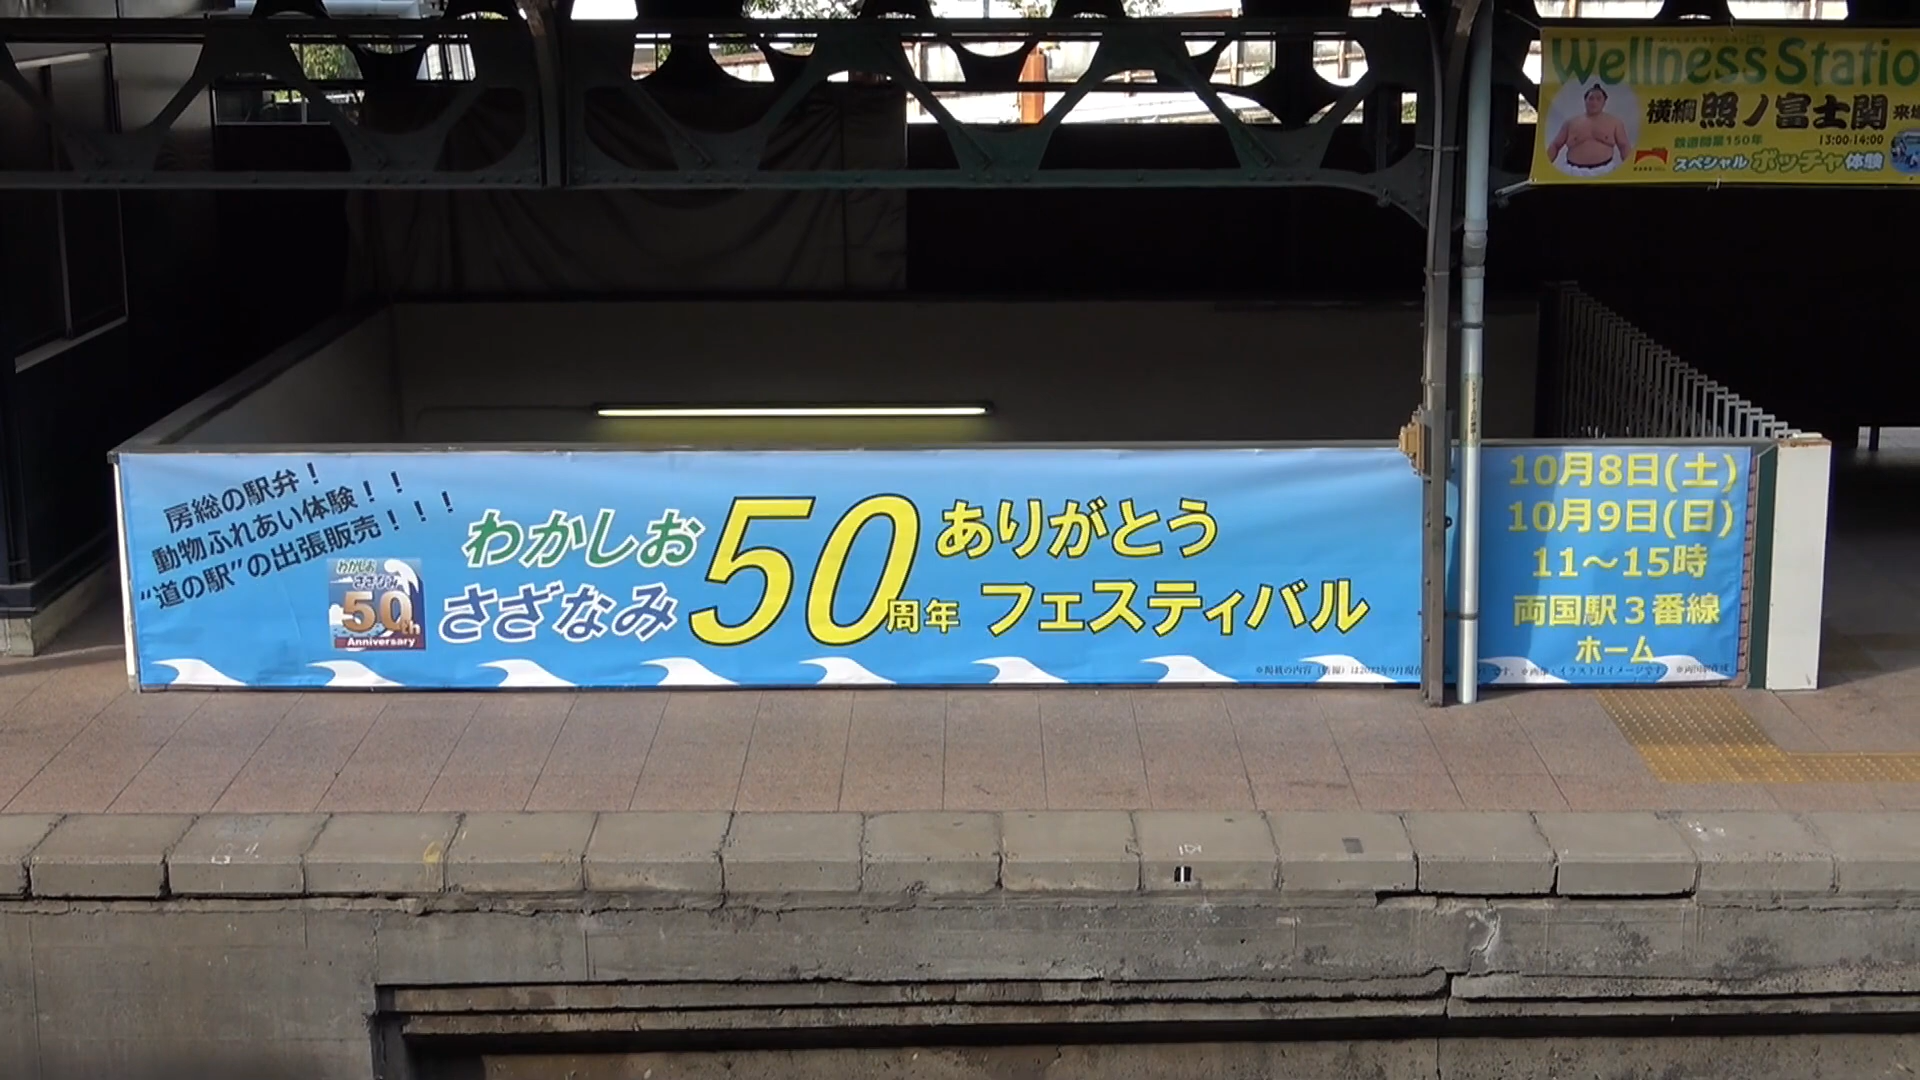 Wellness Statio
横綱 照ノ富士関 来場
13:00-14:00
鉄道開業150年
スペシャル ボッチャ体験
房総の駅弁!
動物ふれあい体験!!
"道の駅"の出張販売!!!
わかしお
さざなみ
50th
Anniversary
わかしお
さざなみ
50周年
ありがとう
フェスティバル
10月8日(土)
10月9日(日)
11~15時
両国駅3番線
ホーム